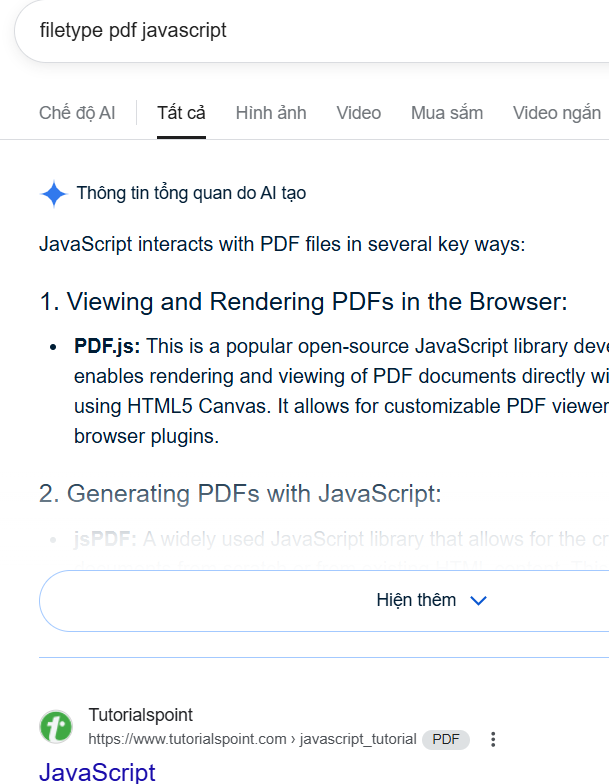 filetype pdf javascript
Chế độ AI Tất cả Hình ảnh Video Mua sắm Video ngắn
Thông tin tổng quan do AI tạo
JavaScript interacts with PDF files in several key ways:
1. Viewing and Rendering PDFs in the Browser:
• PDF.js: This is a popular open-source JavaScript library deve
enables rendering and viewing of PDF documents directly wi
using HTML5 Canvas. It allows for customizable PDF viewer
browser plugins.
2. Generating PDFs with JavaScript:
• jsPDF: A widely used JavaScript library that allows for the cr
Hiện thêm
Tutorialspoint
https://www.tutorialspoint.com › javascript_tutorial PDF
JavaScript